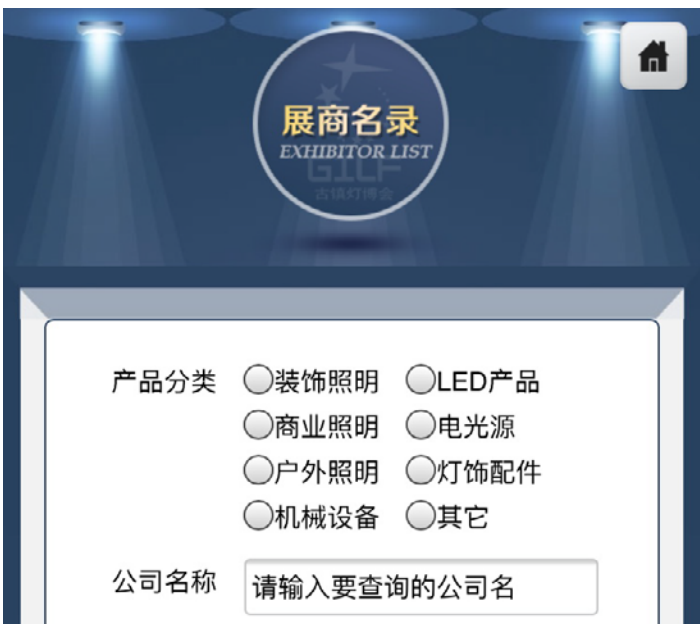 展商名录
EXHIBITOR LIST
GILF
古镇灯博会
产品分类 装饰照明 LED产品
商业照明 电光源
户外照明 灯饰配件
机械设备 其它
公司名称 请输入要查询的公司名